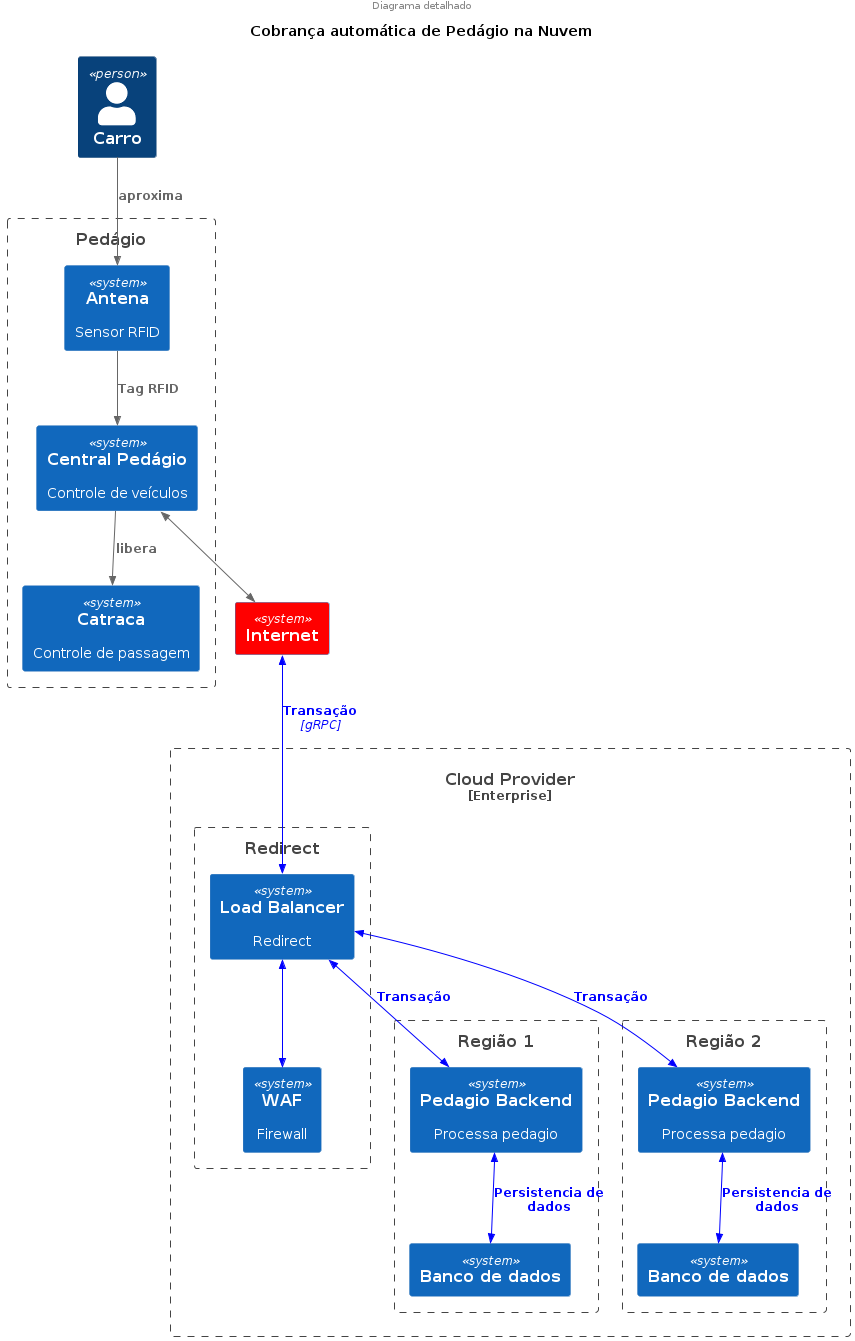 Diagrama detalhado
Cobrança automática de Pedágio na Nuvem
«person»
Carro
aproxima
Pedágio
«system»
Antena
Sensor RFID
Tag RFID
«system»
Central Pedágio
Controle de veículos
libera
«system»
Catraca
Controle de passagem
«system»
Internet
Transação
[gRPC]
Cloud Provider
[Enterprise]
Redirect
«system»
Load Balancer
Redirect
Transação
Transação
«system»
WAF
Firewall
Região 1
«system»
Pedagio Backend
Processa pedagio
Persistencia de
dados
«system»
Banco de dados
Região 2
«system»
Pedagio Backend
Processa pedagio
Persistencia de
dados
«system»
Banco de dados